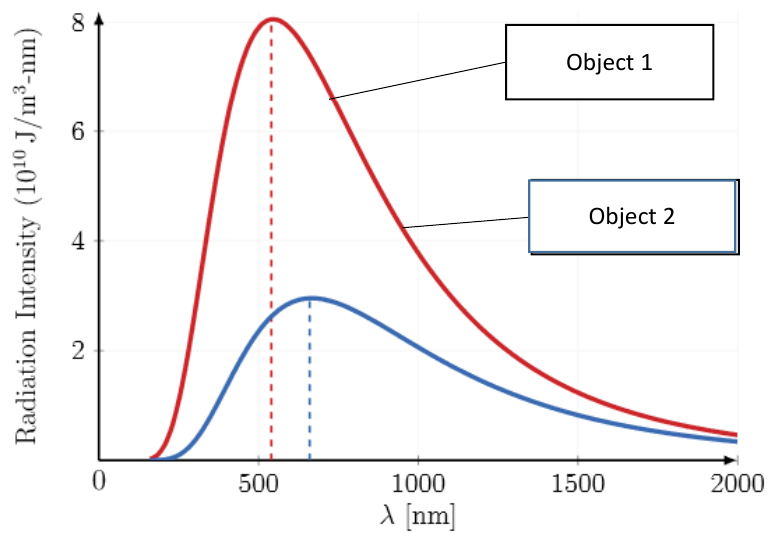 8
6
4
2
Radiation Intensity (10¹⁰ J/m³-nm)
Object 1
Object 2
0 500 1000 1500 2000
λ [nm]